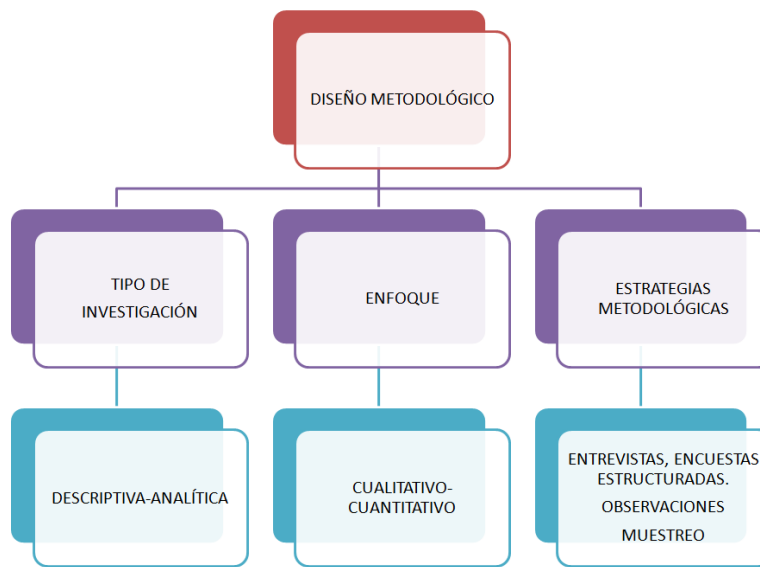 DISEÑO METODOLÓGICO
TIPO DE
INVESTIGACIÓN
ENFOQUE
ESTRATEGIAS
METODOLÓGICAS
DESCRIPTIVA-ANALÍTICA
CUALITATIVO-
CUANTITATIVO
ENTREVISTAS, ENCUESTAS
ESTRUCTURADAS.
OBSERVACIONES
MUESTREO